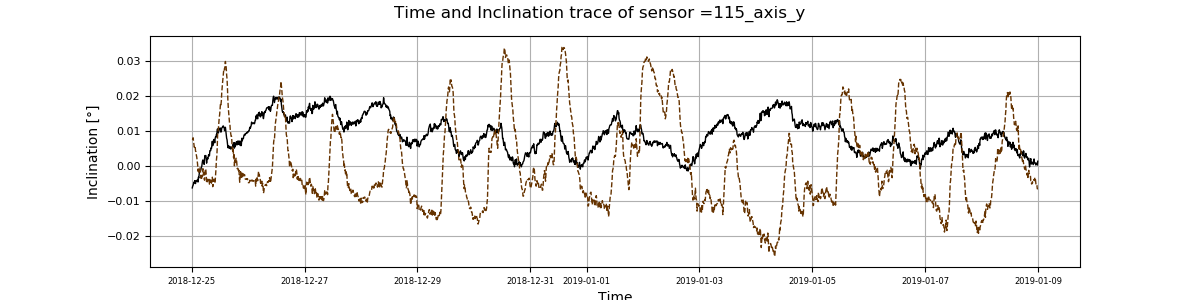 Time and Inclination trace of sensor =115_axis_y
Inclination [°]
0.03
0.02
0.01
0.00
−0.01
−0.02
2018-12-25 2018-12-27 2018-12-29 2018-12-31 2019-01-01 2019-01-03 2019-01-05 2019-01-07 2019-01-09
Time